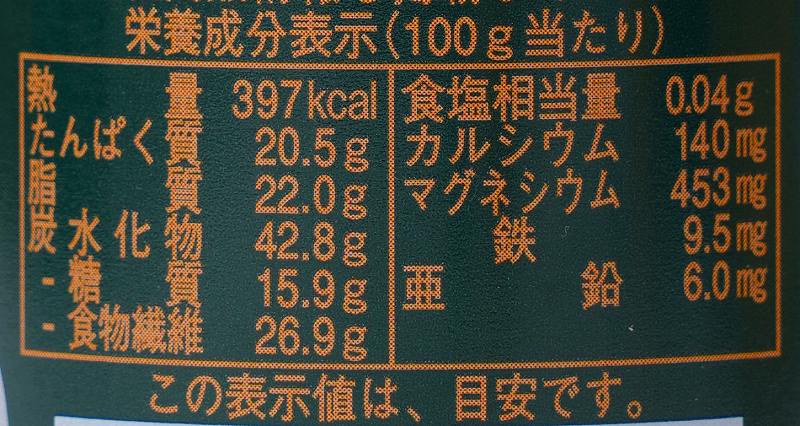 栄養成分表示(100g当たり)
熱量 397kcal
たんぱく質 20.5g
脂質 22.0g
炭水化物 42.8g
-糖質 15.9g
-食物繊維 26.9g
食塩相当量 0.04g
カルシウム 140mg
マグネシウム 453mg
鉄 9.5mg
亜鉛 6.0mg
この表示値は、目安です。